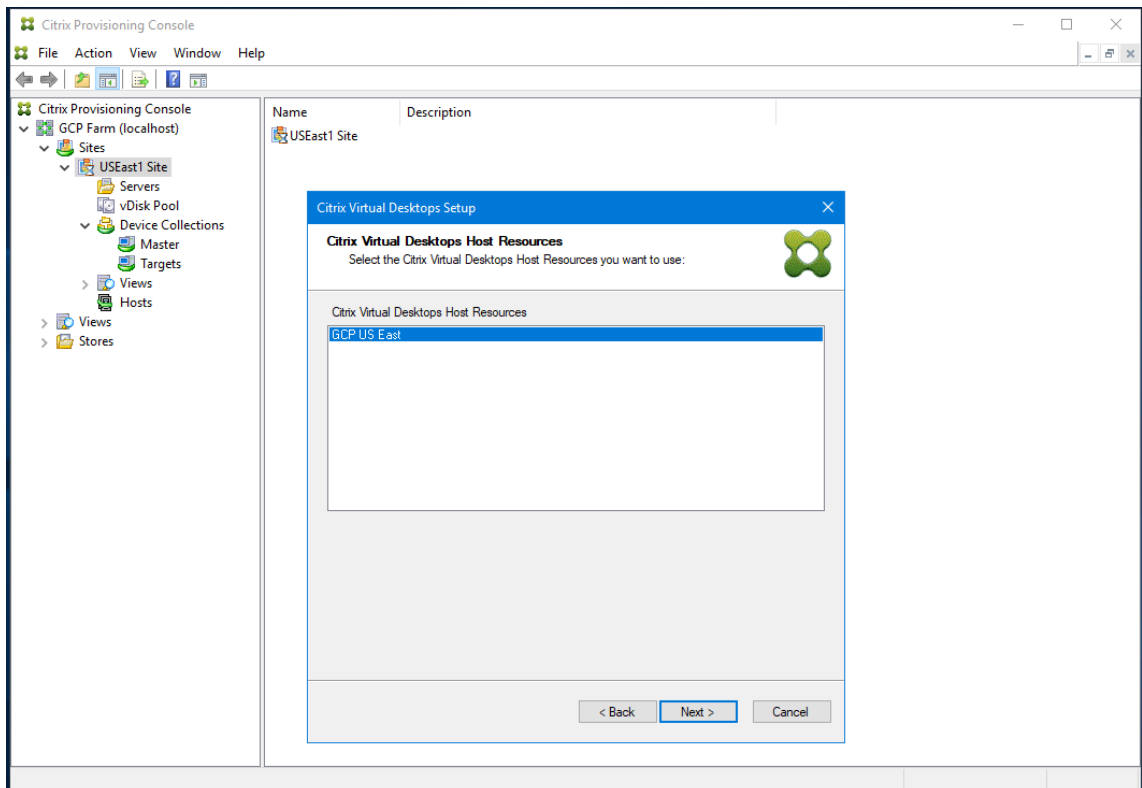 Citrix Provisioning Console
File Action View Window Help
Citrix Provisioning Console
GCP Farm (localhost)
Sites
USEast1 Site
Servers
vDisk Pool
Device Collections
Master
Targets
Views
Hosts
Views
Stores
Name Description
USEast1 Site
Citrix Virtual Desktops Setup
Citrix Virtual Desktops Host Resources
Select the Citrix Virtual Desktops Host Resources you want to use:
Citrix Virtual Desktops Host Resources
GCP US East
< Back Next > Cancel